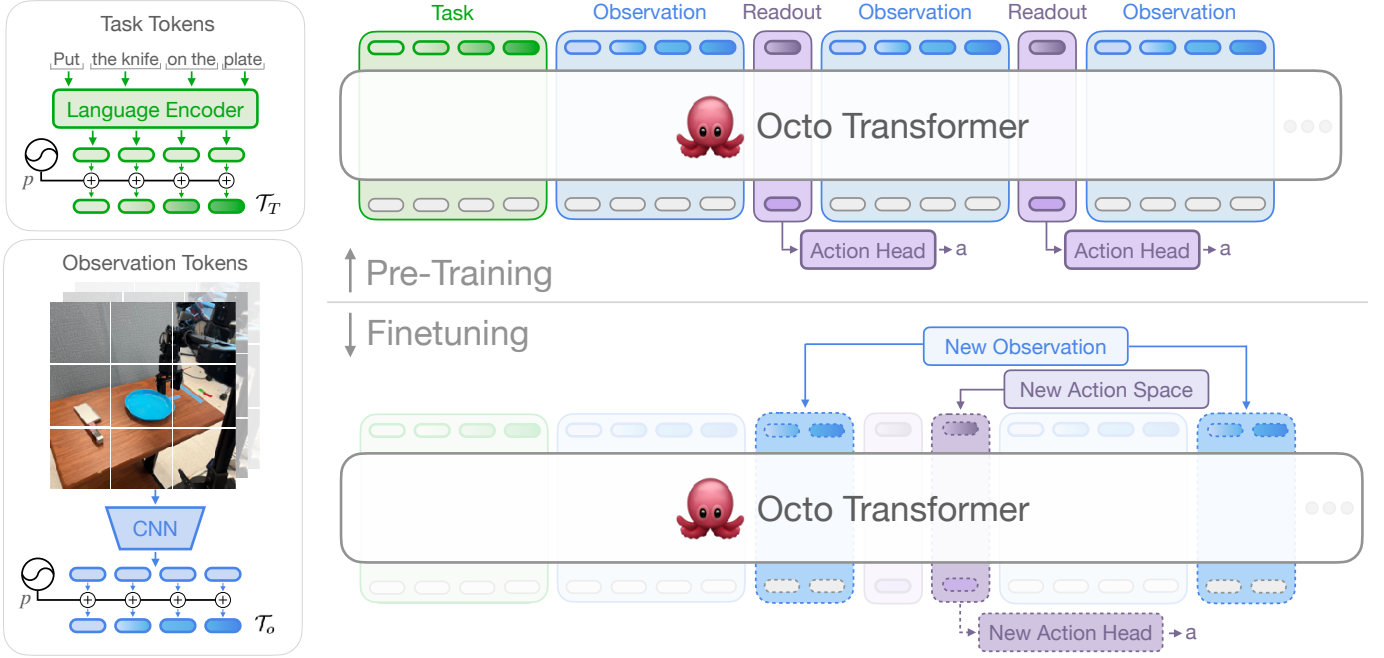 Task Tokens
Put the knife on the plate
Language Encoder
p
𝒯_T
Observation Tokens
CNN
p
𝒯_o
Task Observation Readout Observation Readout Observation
Octo Transformer
Action Head a Action Head a
Pre-Training
Finetuning
New Observation
New Action Space
Octo Transformer
New Action Head a